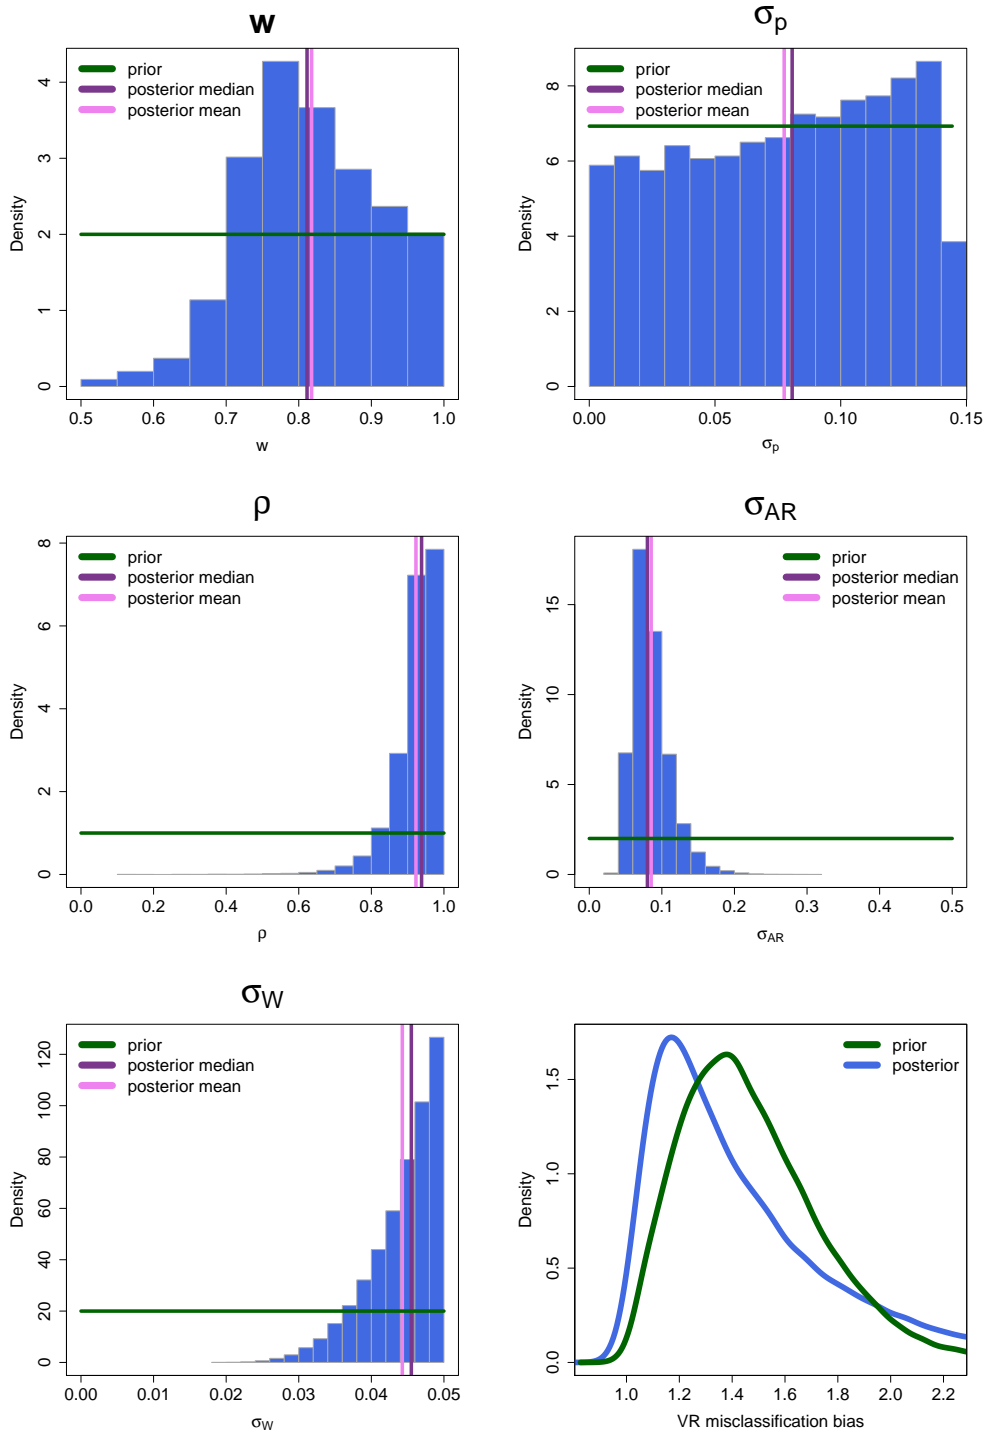 w
prior
posterior median
posterior mean
Density
0 1 2 3 4
0.5 0.6 0.7 0.8 0.9 1.0
w
σp
prior
posterior median
posterior mean
Density
0 2 4 6 8
0.00 0.05 0.10 0.15
σp
ρ
prior
posterior median
posterior mean
Density
0 2 4 6 8
0.0 0.2 0.4 0.6 0.8 1.0
ρ
σAR
prior
posterior median
posterior mean
Density
0 5 10 15
0.0 0.1 0.2 0.3 0.4 0.5
σAR
σW
prior
posterior median
posterior mean
Density
0 20 40 60 80 100 120
0.00 0.01 0.02 0.03 0.04 0.05
σW
prior
posterior
Density
0.0 0.5 1.0 1.5
1.0 1.2 1.4 1.6 1.8 2.0 2.2
VR misclassification bias